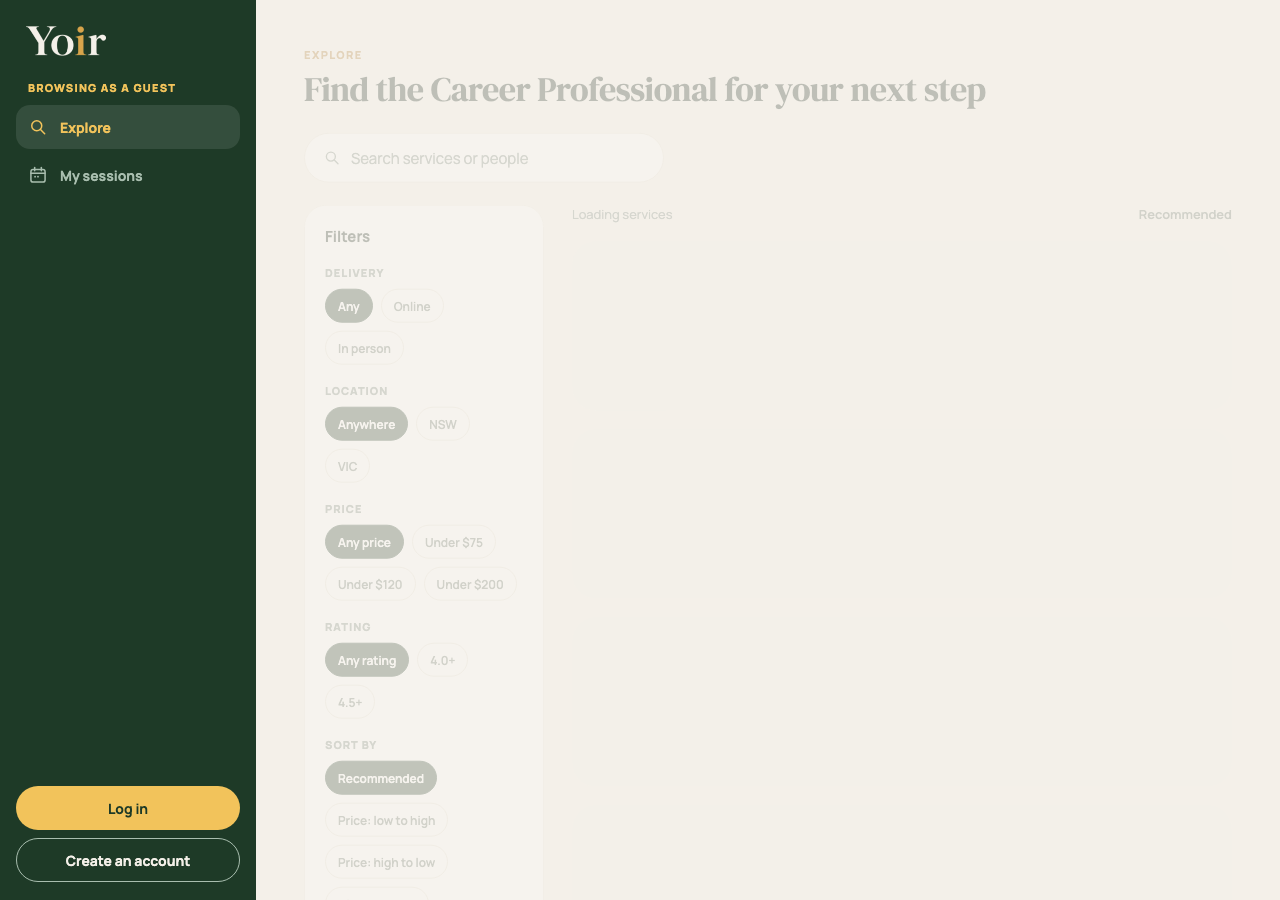 Yoir
BROWSING AS A GUEST
Explore
My sessions
Log in
Create an account
EXPLORE
Find the Career Professional for your next step
Search services or people
Filters
DELIVERY
Any
Online
In person
LOCATION
Anywhere
NSW
VIC
PRICE
Any price
Under $75
Under $120
Under $200
RATING
Any rating
4.0+
4.5+
SORT BY
Recommended
Price: low to high
Price: high to low
Loading services
Recommended